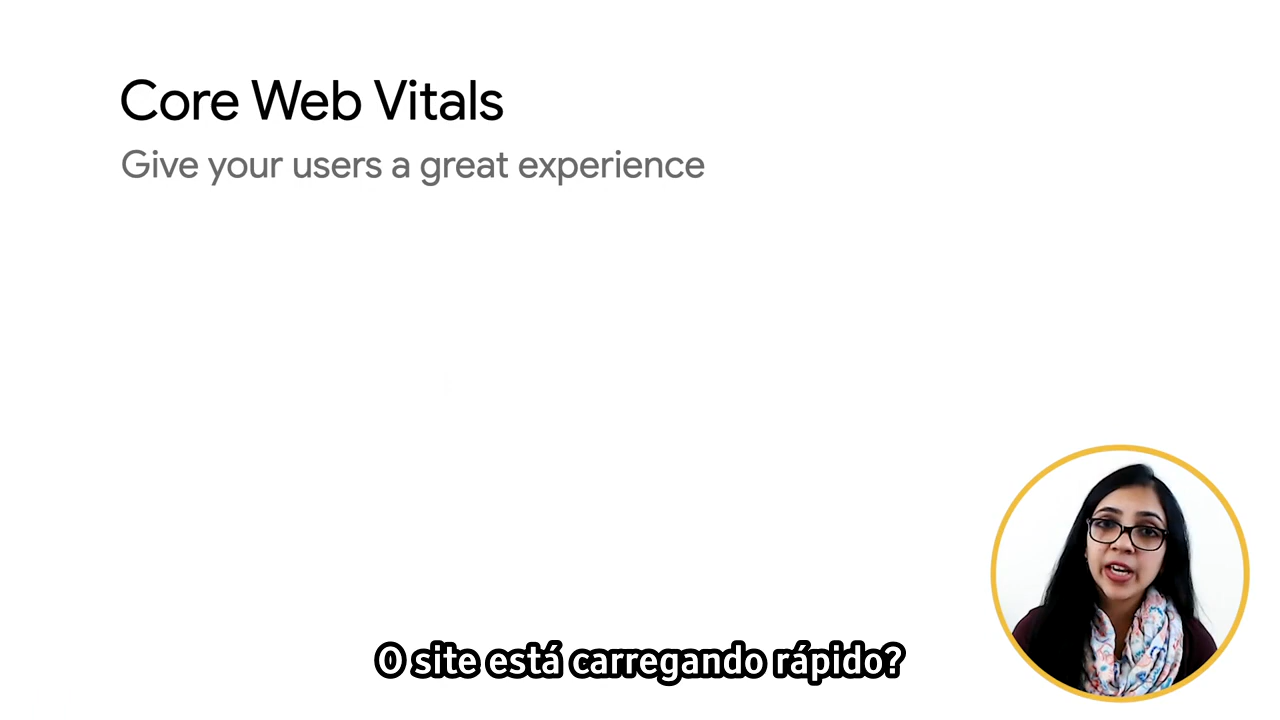 Core Web Vitals
Give your users a great experience
O site está carregando rápido?